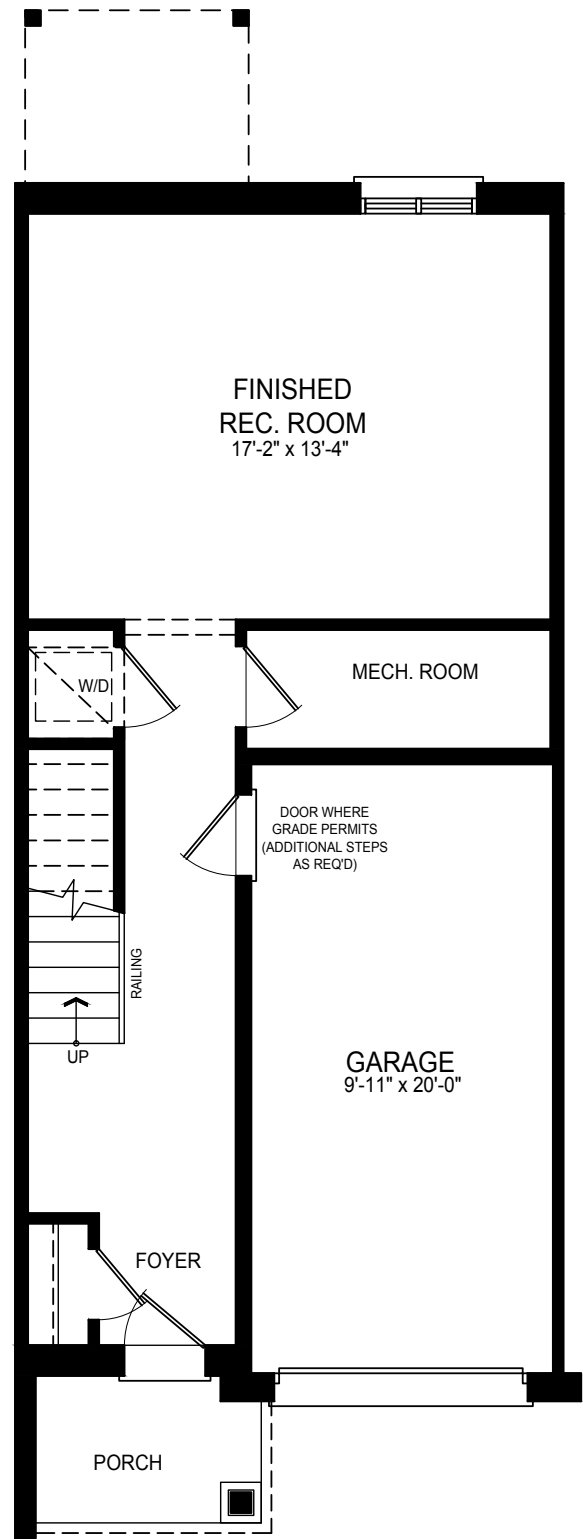 FINISHED
REC. ROOM
17'-2" x 13'-4"
W/D
MECH. ROOM
DOOR WHERE
GRADE PERMITS
(ADDITIONAL STEPS
AS REQ'D)
RAILING
UP
GARAGE
9'-11" x 20'-0"
FOYER
PORCH